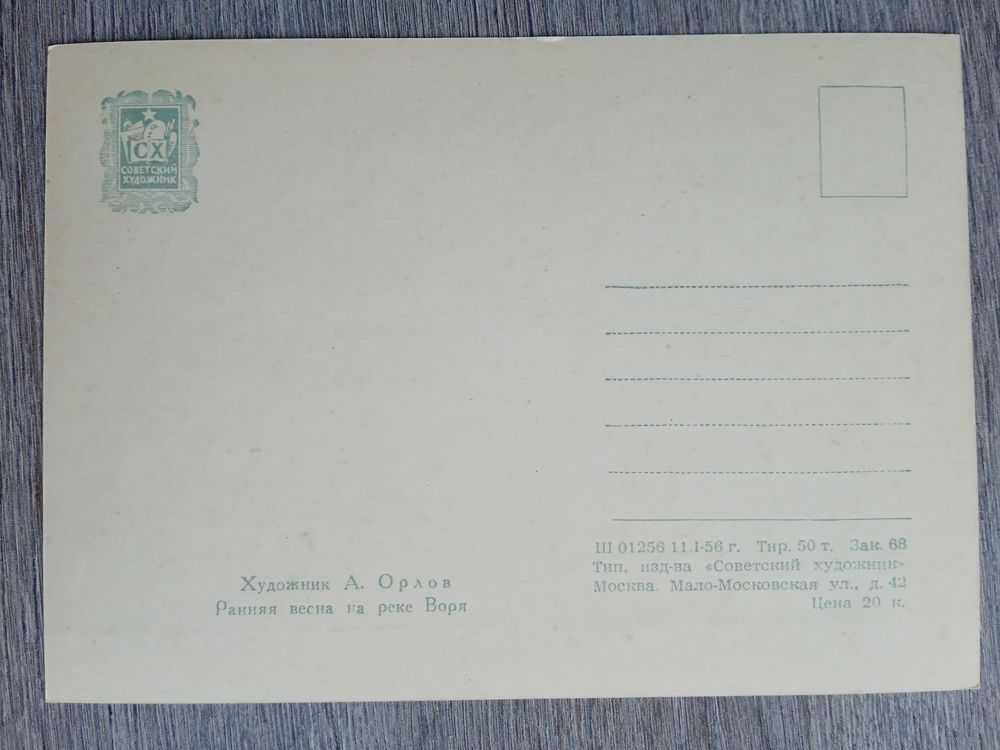 СХ
СОВЕТСКИЙ
ХУДОЖНИК
Художник А. Орлов
Ранняя весна на реке Воря
Ш 01256 11.I-56 г. Тир. 50 т. Зак. 68
Тип. изд-ва «Советский художник»
Москва. Мало-Московская ул., д. 42
Цена 20 к.